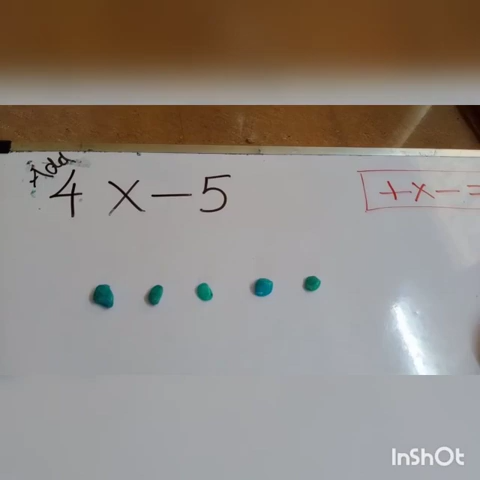 Add
4 x - 5
+ x - =
InShOt